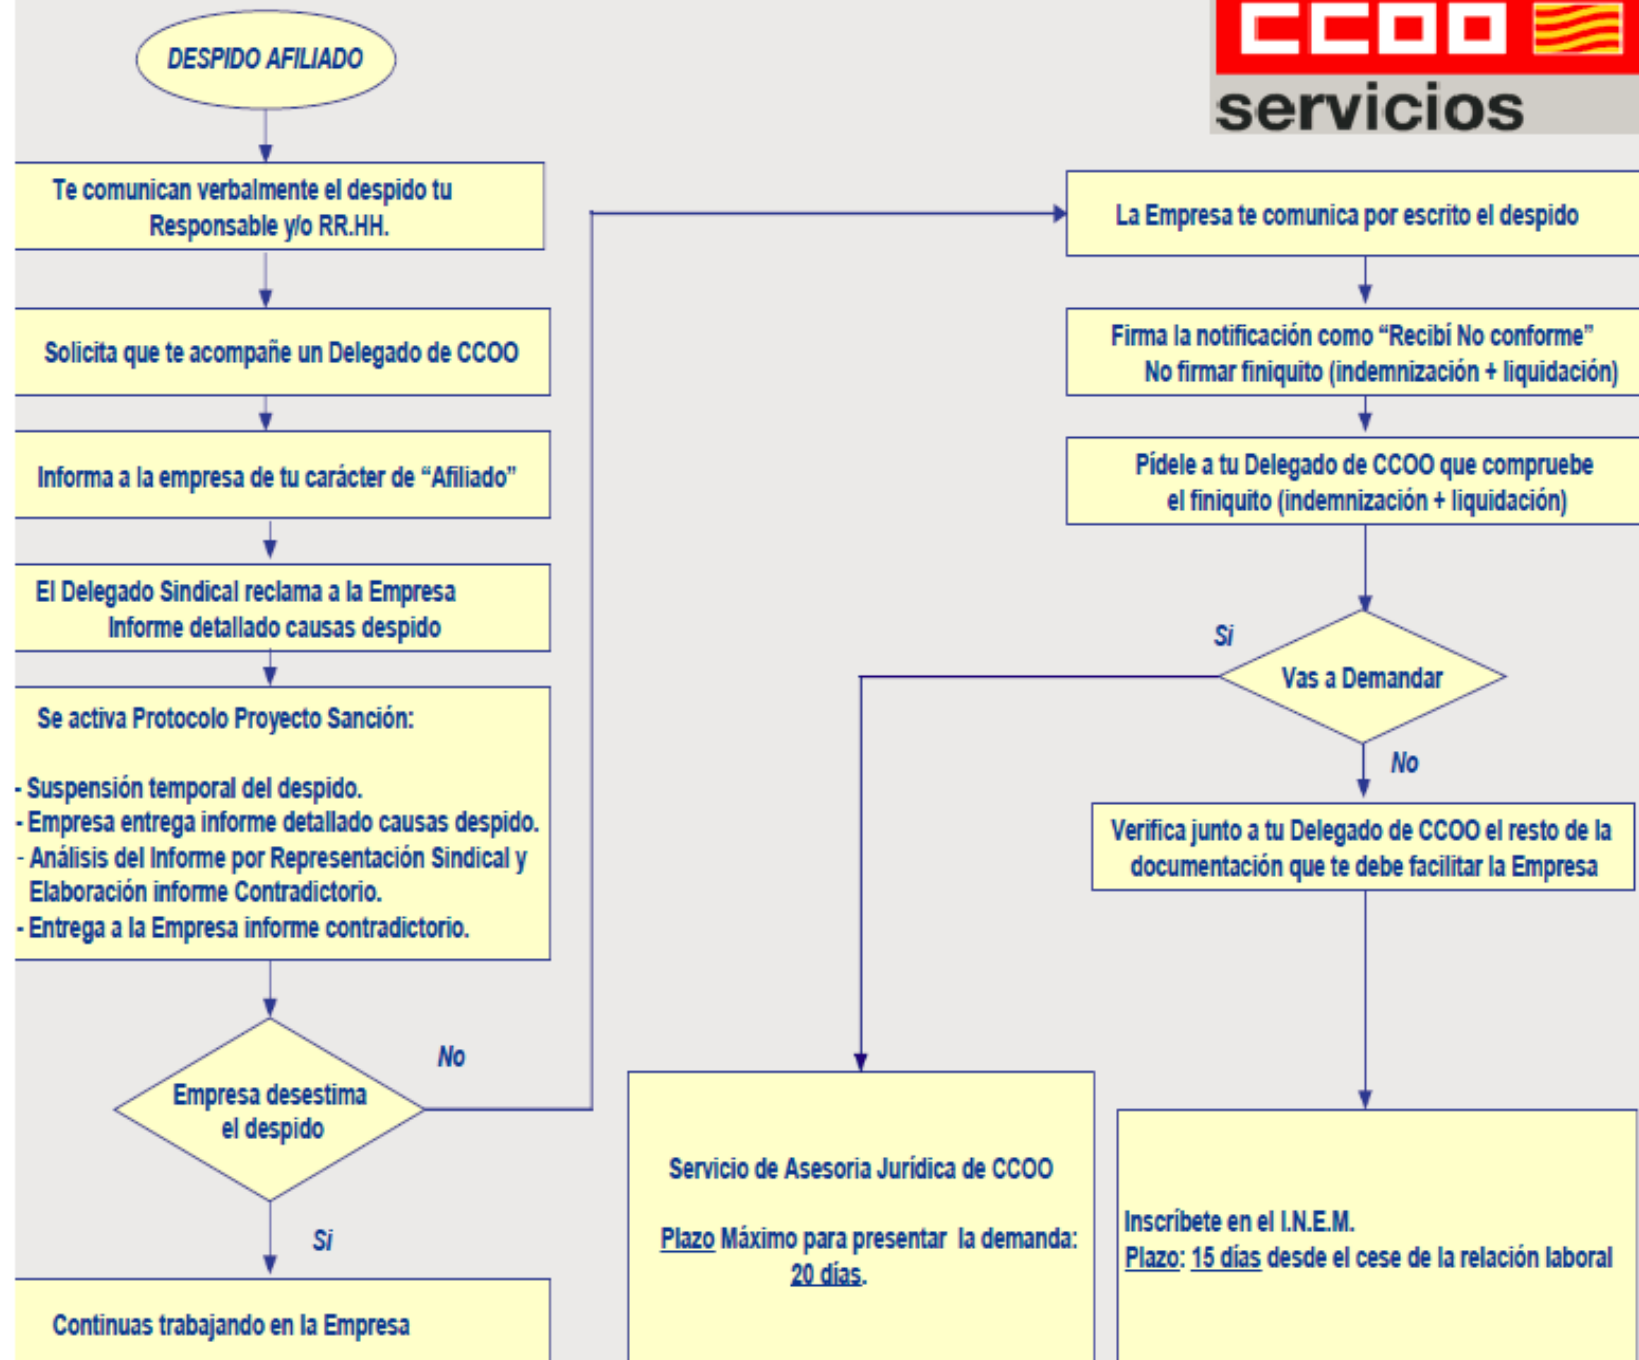 DESPIDO AFILIADO
Te comunican verbalmente el despido tu
Responsable y/o RR.HH.
Solicita que te acompañe un Delegado de CCOO
Informa a la empresa de tu carácter de “Afiliado”
El Delegado Sindical reclama a la Empresa
Informe detallado causas despido
Se activa Protocolo Proyecto Sanción:
- Suspensión temporal del despido.
- Empresa entrega informe detallado causas despido.
- Análisis del Informe por Representación Sindical y
Elaboración informe Contradictorio.
- Entrega a la Empresa informe contradictorio.
Empresa desestima
el despido
No
Si
Continuas trabajando en la Empresa
CCOO
servicios
La Empresa te comunica por escrito el despido
Firma la notificación como “Recibí No conforme”
No firmar finiquito (indemnización + liquidación)
Pídele a tu Delegado de CCOO que compruebe
el finiquito (indemnización + liquidación)
Vas a Demandar
Si
No
Verifica junto a tu Delegado de CCOO el resto de la
documentación que te debe facilitar la Empresa
Servicio de Asesoria Jurídica de CCOO
Plazo Máximo para presentar la demanda:
20 días.
Inscríbete en el I.N.E.M.
Plazo: 15 días desde el cese de la relación laboral